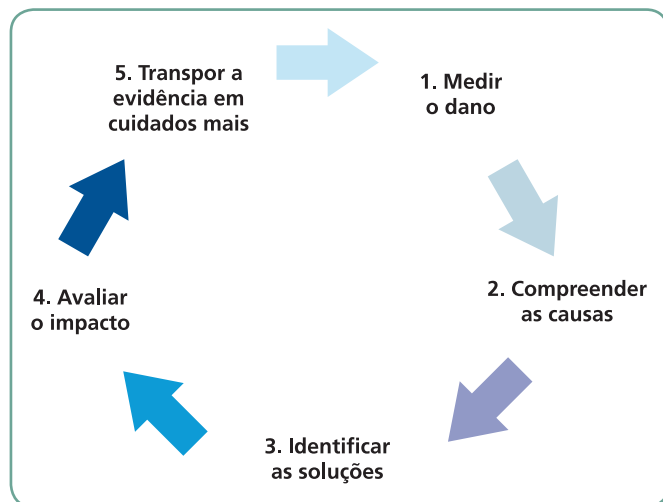 1. Medir
o dano
2. Compreender
as causas
3. Identificar
as soluções
4. Avaliar
o impacto
5. Transpor a
evidência em
cuidados mais